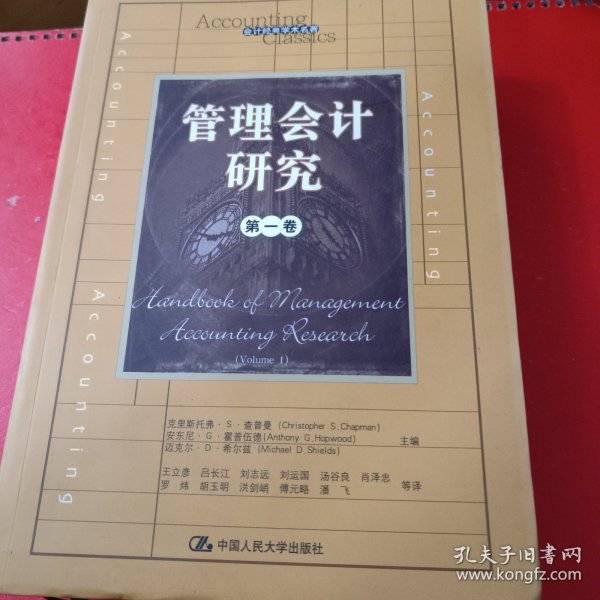 Accounting
Classics
会计经典学术名著
Accounting
Accounting
Accounting
管理会计
研究
第一卷
Handbook of Management
Accounting Research
(Volume 1)
克里斯托弗·S·查普曼 (Christopher S. Chapman)
安东尼·G·霍普伍德 (Anthony G. Hopwood) 主编
迈克尔·D·希尔兹 (Michael D. Shields)
王立彦 吕长江 刘志远 刘运国 汤谷良 肖泽忠
罗炜 胡玉明 洪剑峭 傅元略 潘飞 等译
中国人民大学出版社
孔夫子旧书网
www.kongfz.com